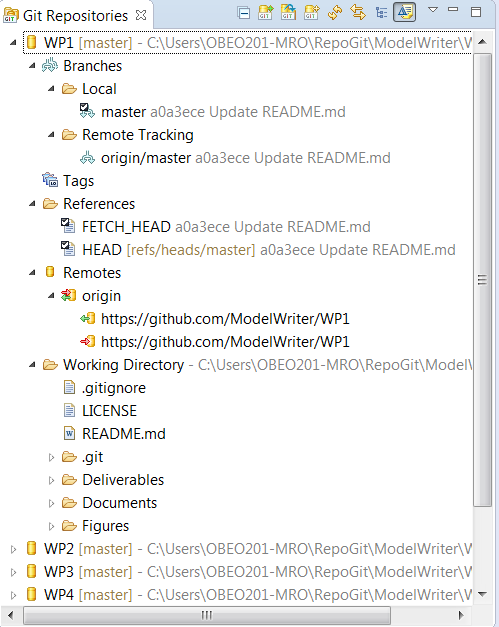 Git Repositories
WP1 [master] - C:\Users\OBEO201-MRO\RepoGit\ModelWriter\W
Branches
Local
master a0a3ece Update README.md
Remote Tracking
origin/master a0a3ece Update README.md
Tags
References
FETCH_HEAD a0a3ece Update README.md
HEAD [refs/heads/master] a0a3ece Update README.md
Remotes
origin
https://github.com/ModelWriter/WP1
https://github.com/ModelWriter/WP1
Working Directory - C:\Users\OBEO201-MRO\RepoGit\Model\
.gitignore
LICENSE
README.md
.git
Deliverables
Documents
Figures
WP2 [master] - C:\Users\OBEO201-MRO\RepoGit\ModelWriter\W
WP3 [master] - C:\Users\OBEO201-MRO\RepoGit\ModelWriter\W
WP4 [master] - C:\Users\OBEO201-MRO\RepoGit\ModelWriter\W